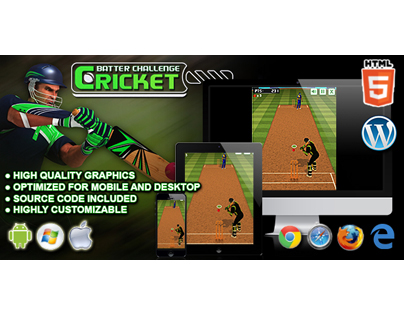 BATTER CHALLENGE
CRICKET
HIGH QUALITY GRAPHICS
OPTIMIZED FOR MOBILE AND DESKTOP
SOURCE CODE INCLUDED
HIGHLY CUSTOMIZABLE
HTML
5